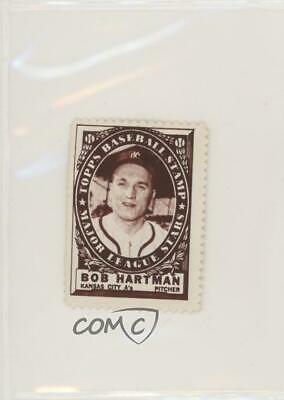 TOPPS BASEBALL STAMP
MAJOR LEAGUE STARS
BOB HARTMAN
KANSAS CITY A's PITCHER
COMC